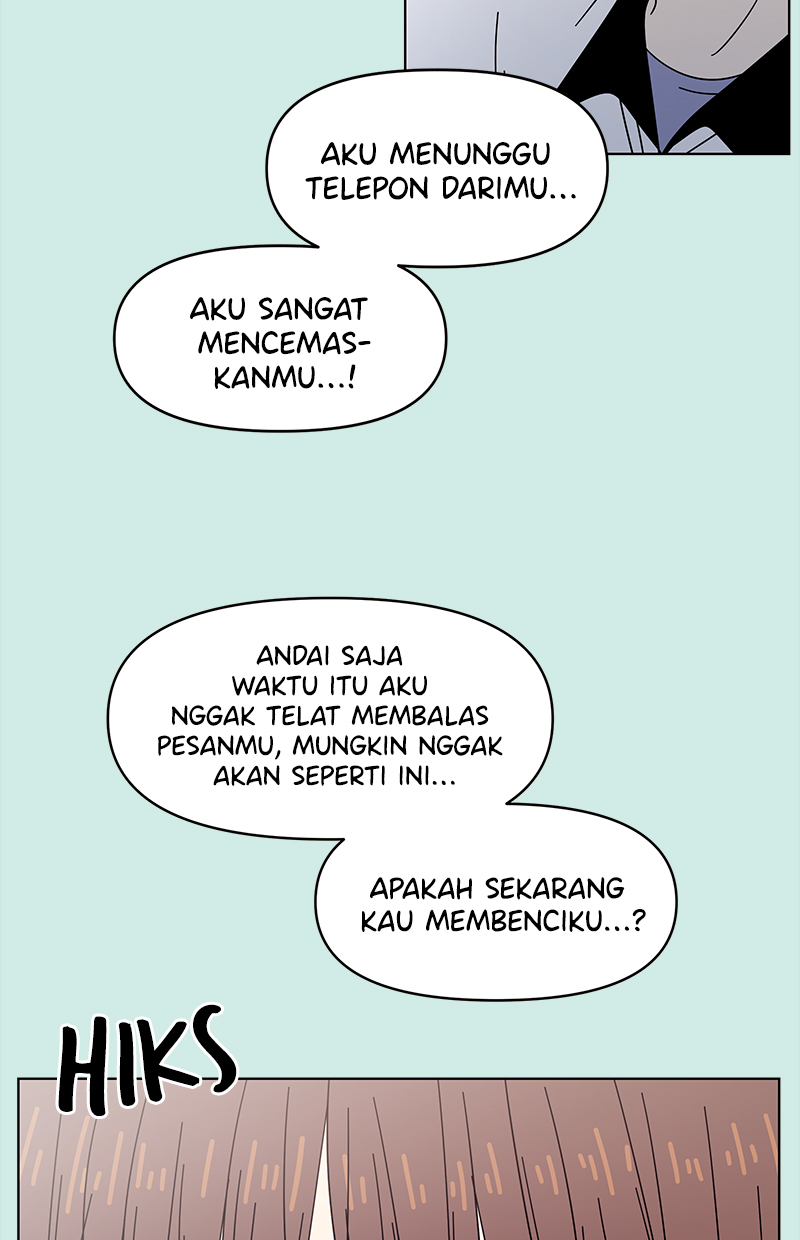 AKU MENUNGGU
TELEPON DARIMU...
AKU SANGAT
MENCEMAS-
KANMU...!
ANDAI SAJA
WAKTU ITU AKU
NGGAK TELAT MEMBALAS
PESANMU, MUNGKIN NGGAK
AKAN SEPERTI INI...
APAKAH SEKARANG
KAU MEMBENCIKU...?
HIKS